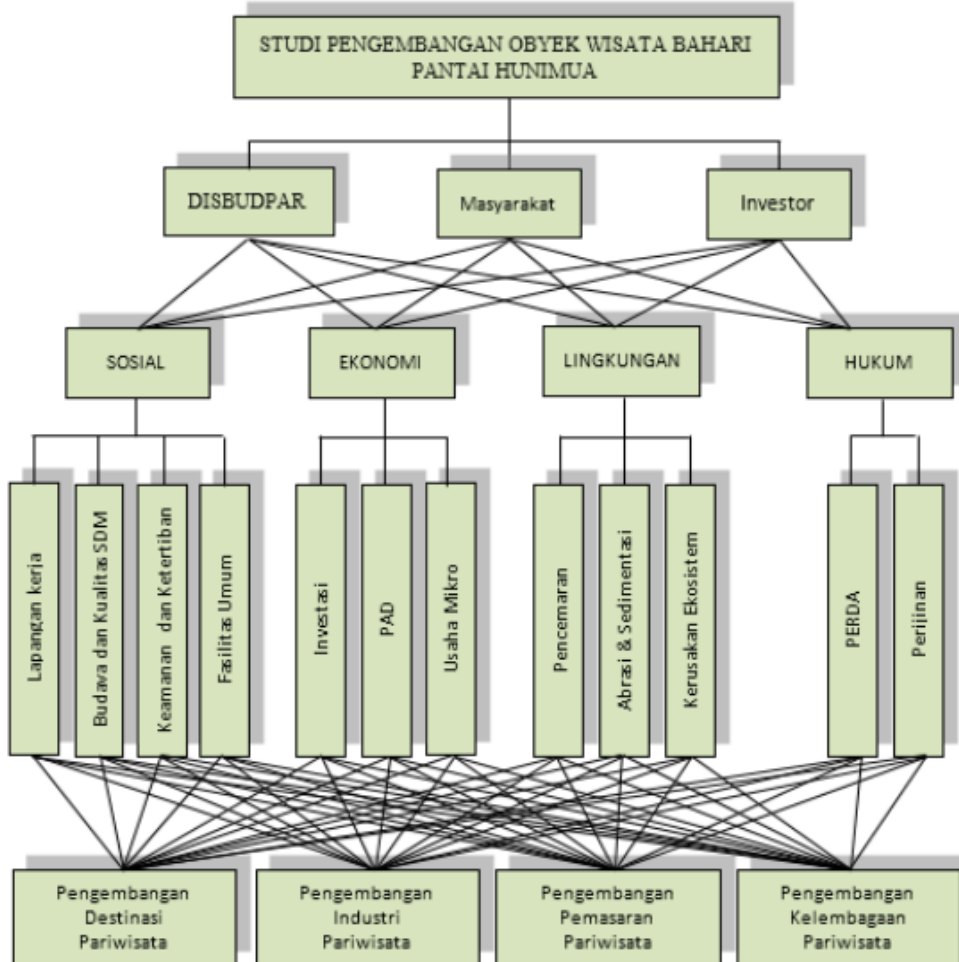 STUDI PENGEMBANGAN OBYEK WISATA BAHARI
PANTAI HUNIMUA
DISBUDPAR
Masyarakat
Investor
SOSIAL
EKONOMI
LINGKUNGAN
HUKUM
Lapangan kerja
Budaya dan Kualitas SDM
Keamanan dan Ketertiban
Fasilitas Umum
Investasi
PAD
Usaha Mikro
Pencemaran
Abrasi & Sedimentasi
Kerusakan Ekosistem
PERDA
Perijinan
Pengembangan
Destinasi
Pariwisata
Pengembangan
Industri
Pariwisata
Pengembangan
Pemasaran
Pariwisata
Pengembangan
Kelembagaan
Pariwisata